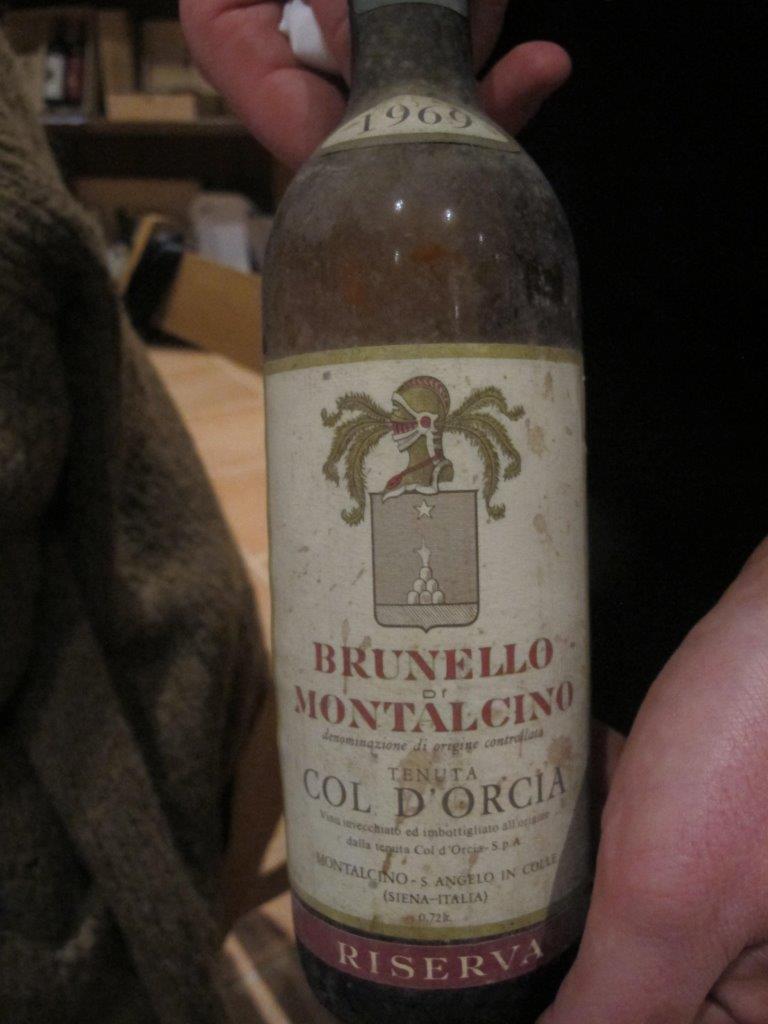 1969
BRUNELLO
DI
MONTALCINO
denominazione di origine controllata
TENUTA
COL D'ORCIA
Vino invecchiato ed imbottigliato all'origine
dalla tenuta Col d'Orcia - S.p.A.
MONTALCINO - S. ANGELO IN COLLE
(SIENA-ITALIA)
0,72 lt.
RISERVA